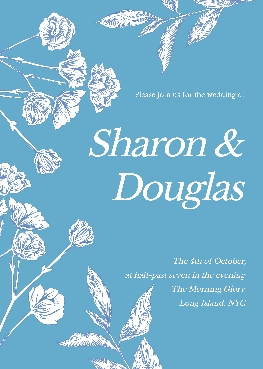 Please join us for the wedding of
Sharon &
Douglas
The 4th of October,
at half-past seven in the evening
The Morning Glory
Long Island, NYC